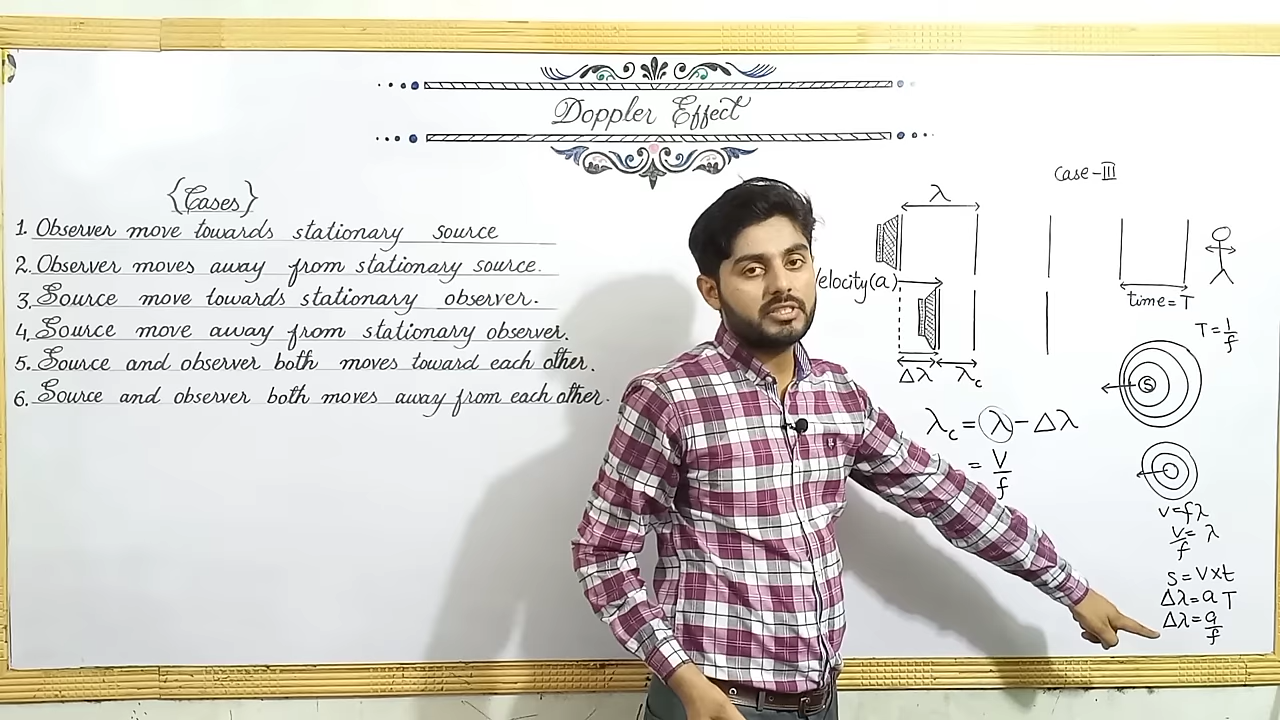 Doppler Effect
{Cases}
1. Observer move towards stationary source
2. Observer moves away from stationary source.
3. Source move towards stationary observer.
4. Source move away from stationary observer.
5. Source and observer both moves toward each other.
6. Source and observer both moves away from each other.
Case-III
λ
Velocity(a)
time=T
T=1/f
Δλ λc
S
λc = λ - Δλ
= V/f
v=fλ
v/f= λ
S=V×t
Δλ=a T
Δλ=a/f